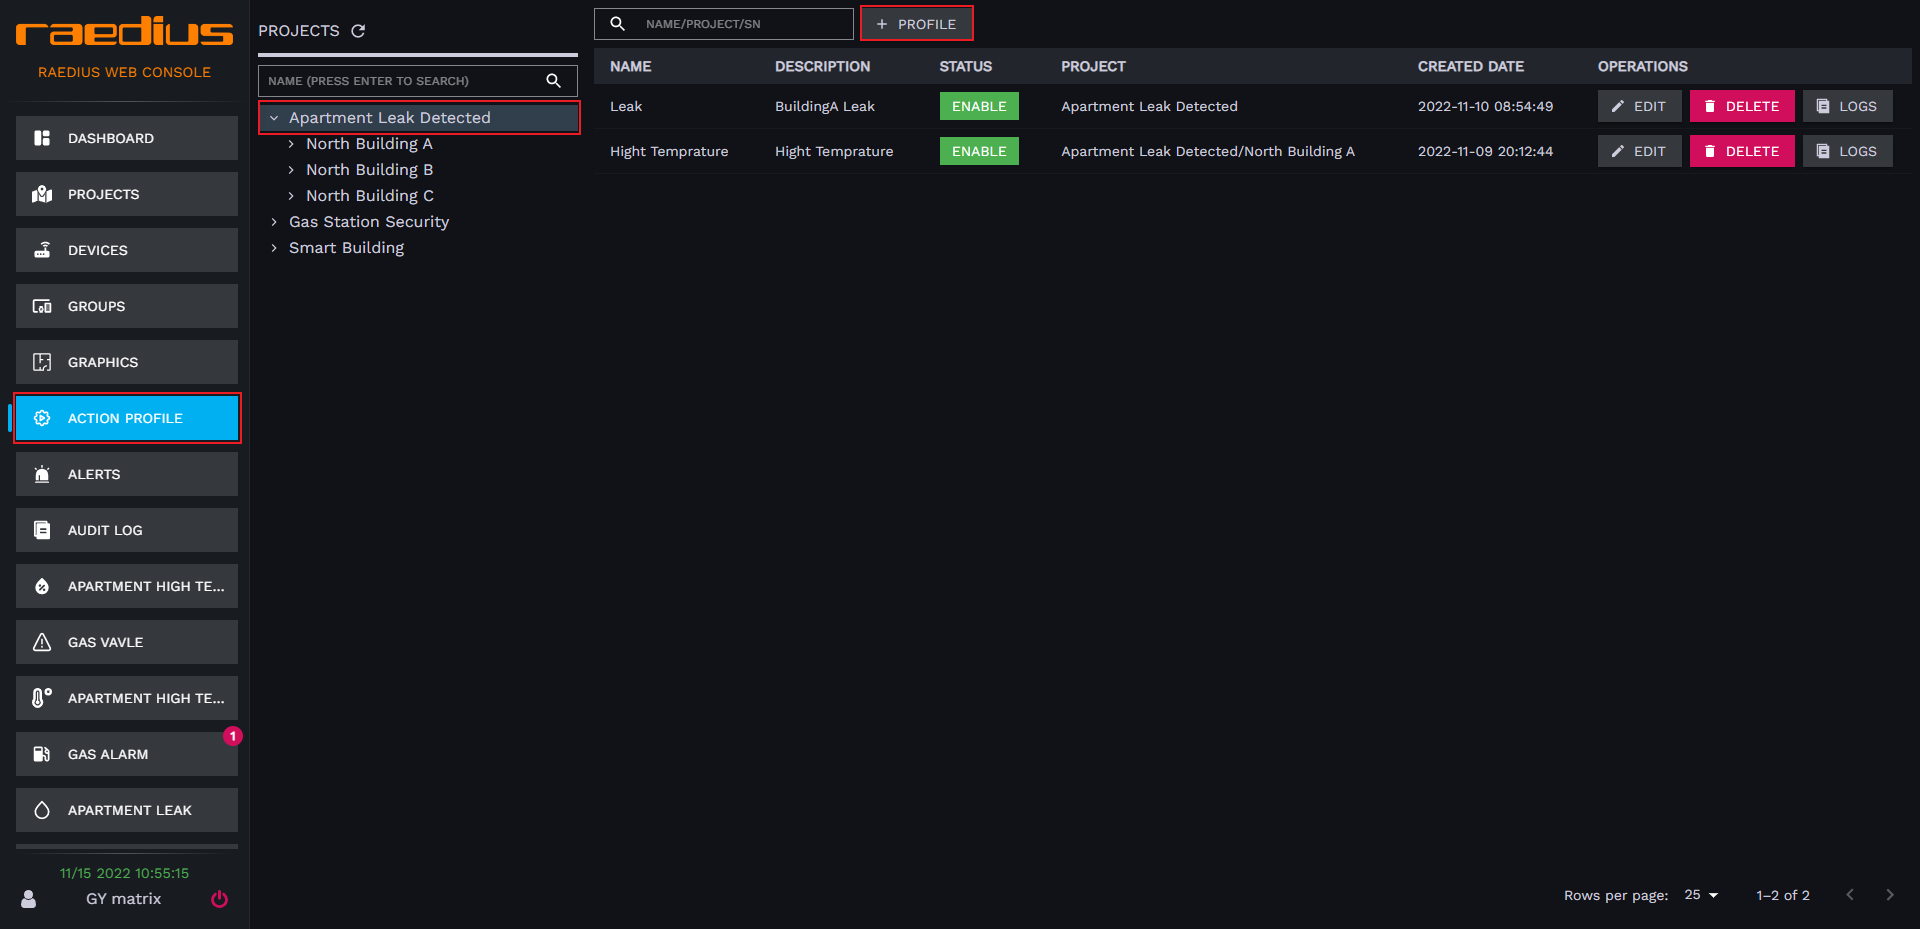 raedius
RAEDIUS WEB CONSOLE
DASHBOARD
PROJECTS
DEVICES
GROUPS
GRAPHICS
ACTION PROFILE
ALERTS
AUDIT LOG
APARTMENT HIGH TE...
GAS VAVLE
APARTMENT HIGH TE...
1
GAS ALARM
APARTMENT LEAK
11/15 2022 10:55:15
GY matrix
PROJECTS
NAME (PRESS ENTER TO SEARCH)
Apartment Leak Detected
North Building A
North Building B
North Building C
Gas Station Security
Smart Building
NAME/PROJECT/SN
+ PROFILE
NAME DESCRIPTION STATUS PROJECT CREATED DATE OPERATIONS
Leak BuildingA Leak ENABLE Apartment Leak Detected 2022-11-10 08:54:49 EDIT DELETE LOGS
Hight Temprature Hight Temprature ENABLE Apartment Leak Detected/North Building A 2022-11-09 20:12:44 EDIT DELETE LOGS
Rows per page: 25 1–2 of 2